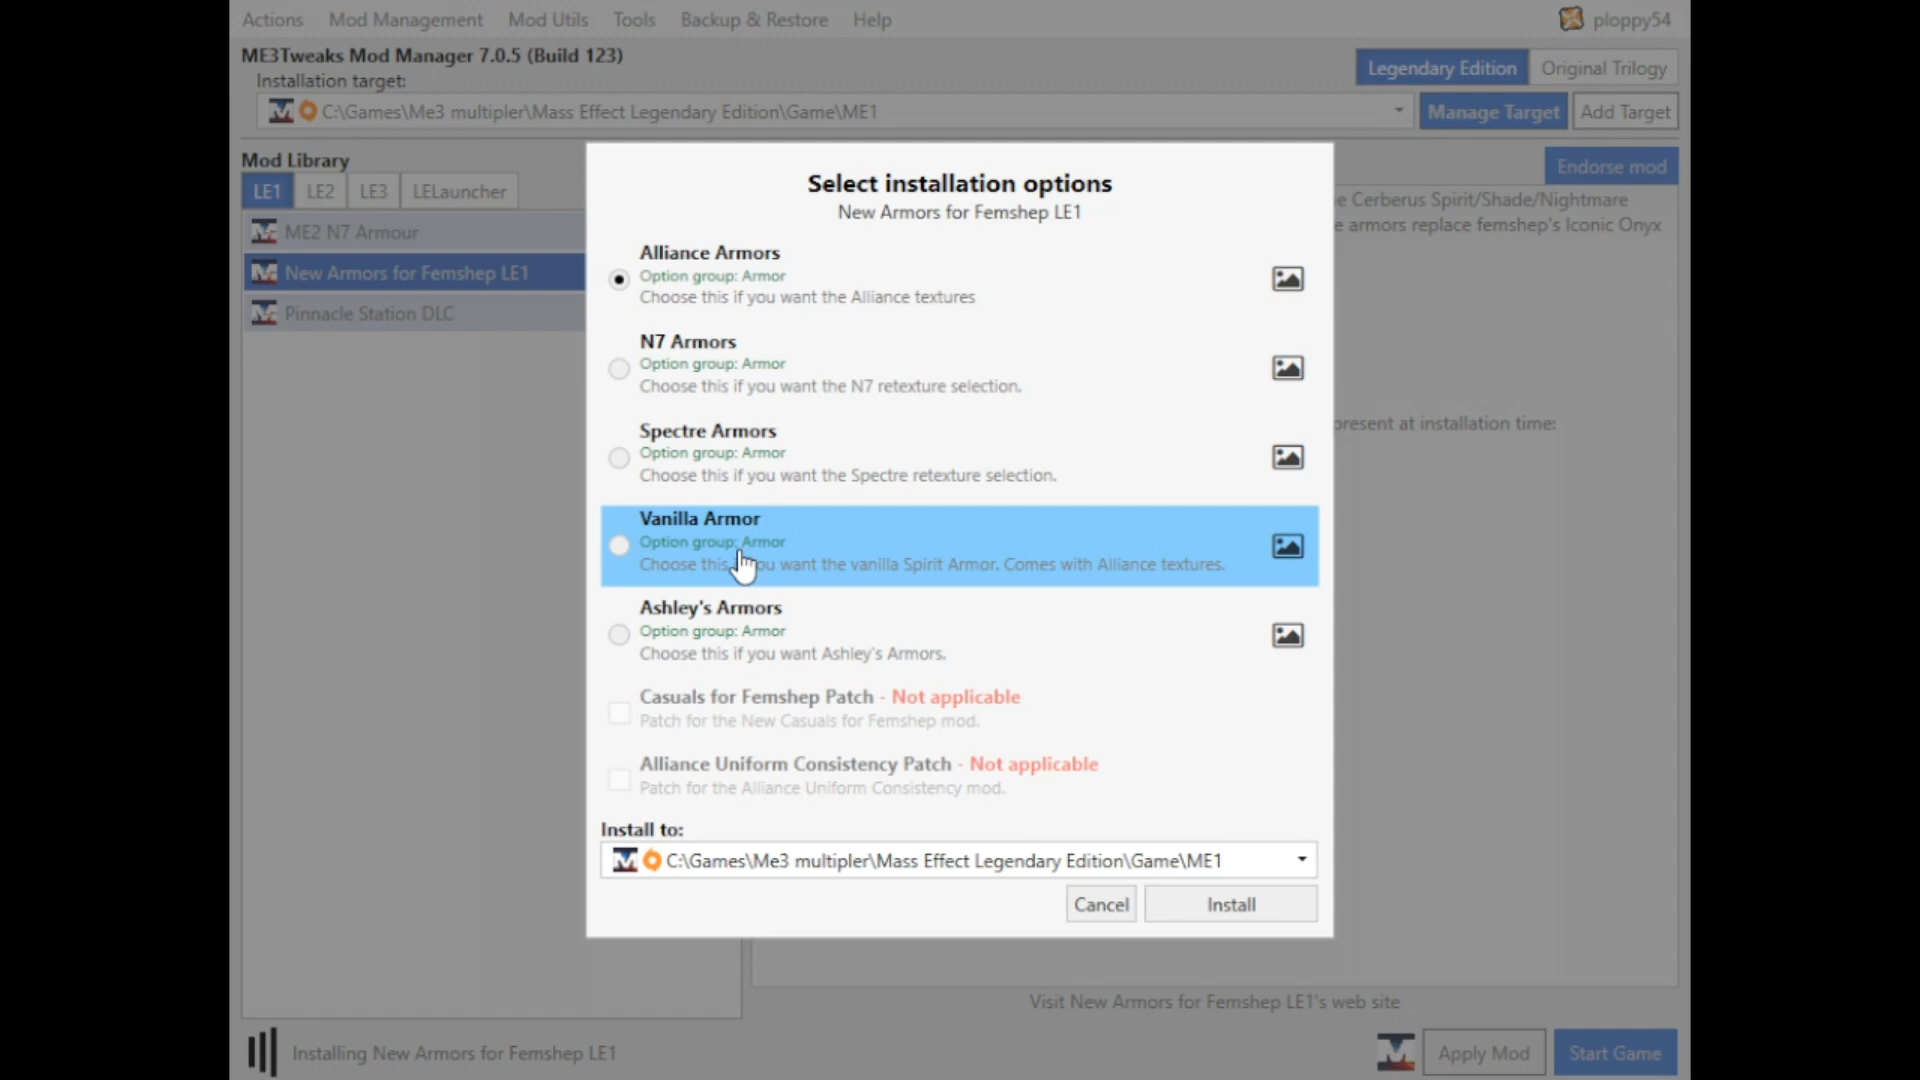 Actions Mod Management Mod Utils Tools Backup & Restore Help ploppy54
ME3Tweaks Mod Manager 7.0.5 (Build 123)
Legendary Edition Original Trilogy
Installation target:
C:\Games\Me3 multipler\Mass Effect Legendary Edition\Game\ME1 Manage Target Add Target
Mod Library
Endorse mod
LE1 LE2 LE3 LELauncher
ME2 N7 Armour
New Armors for Femshep LE1
Pinnacle Station DLC
e Cerberus Spirit/Shade/Nightmare
e armors replace femshep's Iconic Onyx
present at installation time:
Select installation options
New Armors for Femshep LE1
Alliance Armors
Option group: Armor
Choose this if you want the Alliance textures
N7 Armors
Option group: Armor
Choose this if you want the N7 retexture selection.
Spectre Armors
Option group: Armor
Choose this if you want the Spectre retexture selection.
Vanilla Armor
Option group: Armor
Choose this if you want the vanilla Spirit Armor. Comes with Alliance textures.
Ashley's Armors
Option group: Armor
Choose this if you want Ashley's Armors.
Casuals for Femshep Patch - Not applicable
Patch for the New Casuals for Femshep mod.
Alliance Uniform Consistency Patch - Not applicable
Patch for the Alliance Uniform Consistency mod.
Install to:
C:\Games\Me3 multipler\Mass Effect Legendary Edition\Game\ME1
Cancel Install
Visit New Armors for Femshep LE1's web site
Installing New Armors for Femshep LE1
Apply Mod Start Game